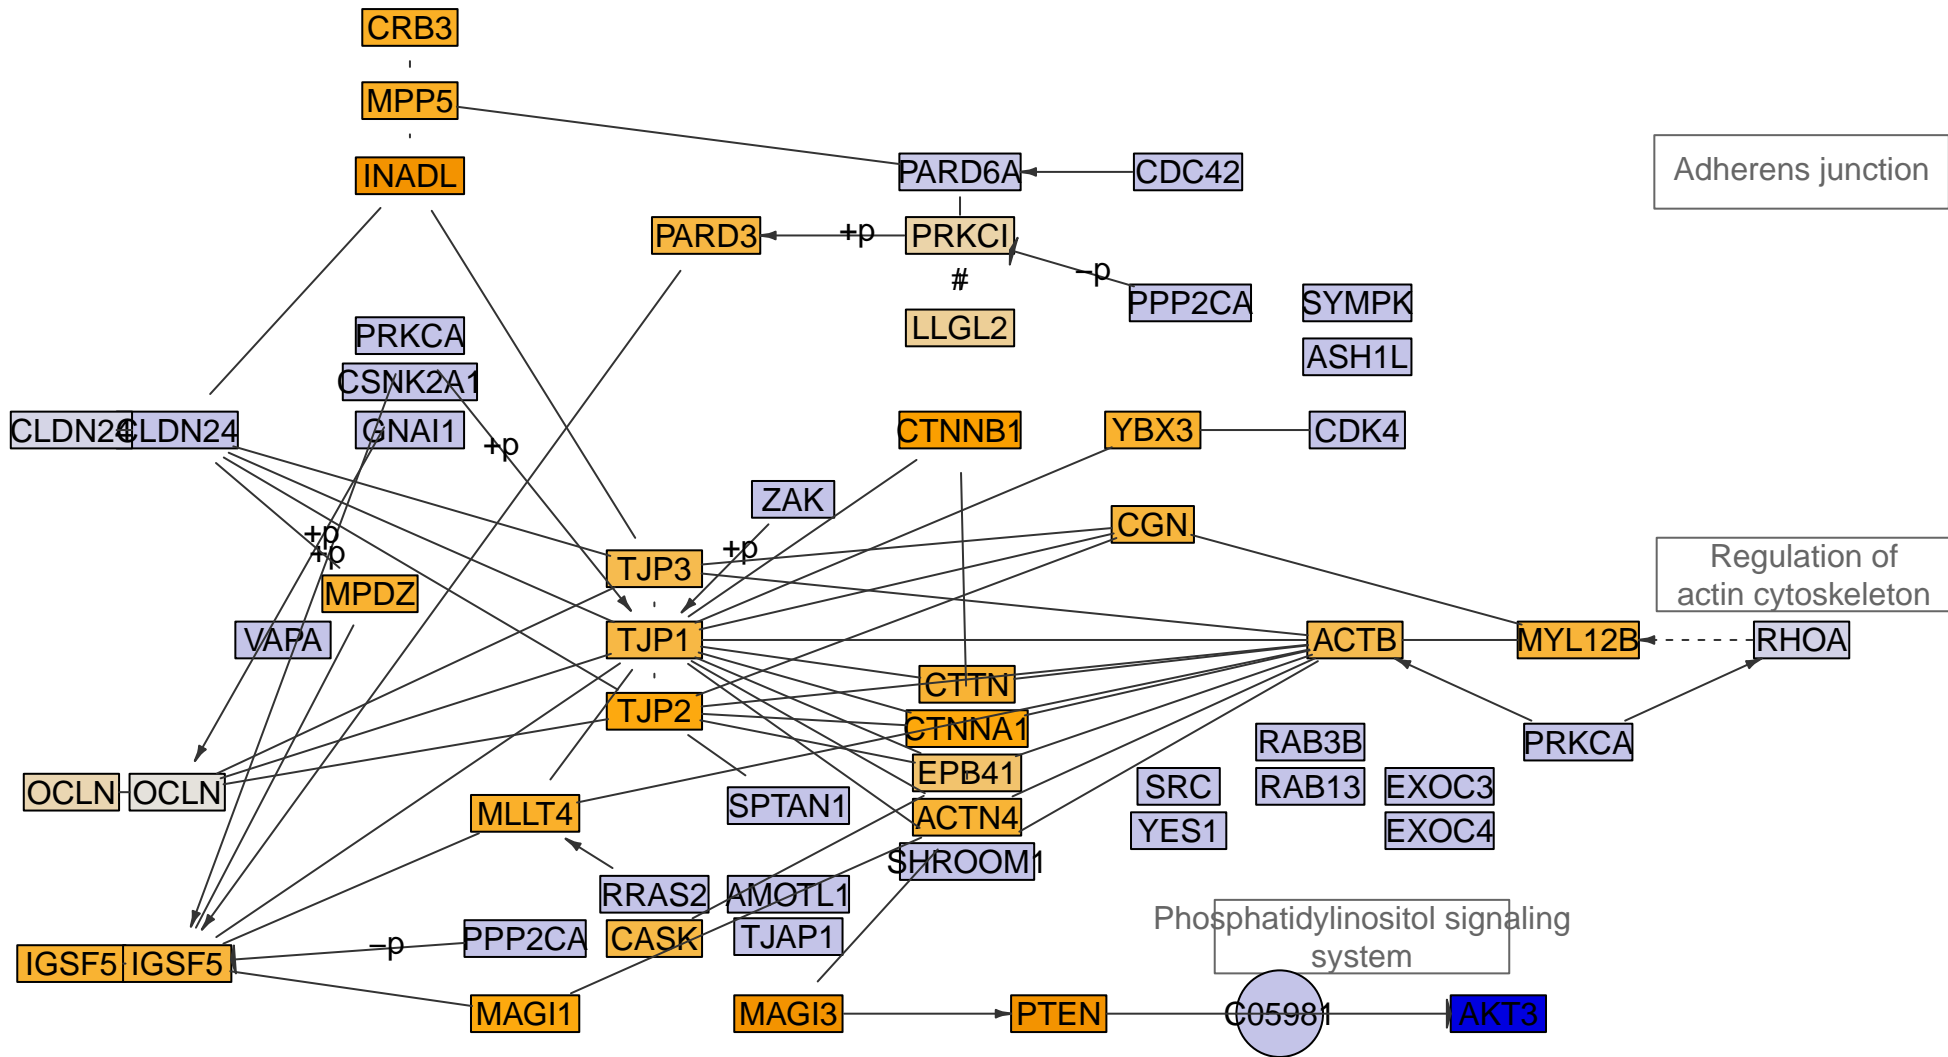 CRB3
MPP5
INADL
PARD6A
CDC42
Adherens junction
PARD3
+p
PRKCI
−p
#
PPP2CA
SYMPK
PRKCA
LLGL2
ASH1L
CSNK2A1
CLDN24
CLDN24
GNAI1
+p
CTNNB1
YBX3
CDK4
ZAK
CGN
+p
+p
+p
TJP3
MPDZ
Regulation of
actin cytoskeleton
VAPA
TJP1
ACTB
MYL12B
RHOA
CTTN
TJP2
CTNNA1
RAB3B
PRKCA
EPB41
OCLN
OCLN
SRC
RAB13
EXOC3
MLLT4
SPTAN1
ACTN4
YES1
EXOC4
SHROOM1
RRAS2
AMOTL1
Phosphatidylinositol signaling
system
−p
PPP2CA
CASK
TJAP1
IGSF5
IGSF5
MAGI1
MAGI3
PTEN
C05981
AKT3